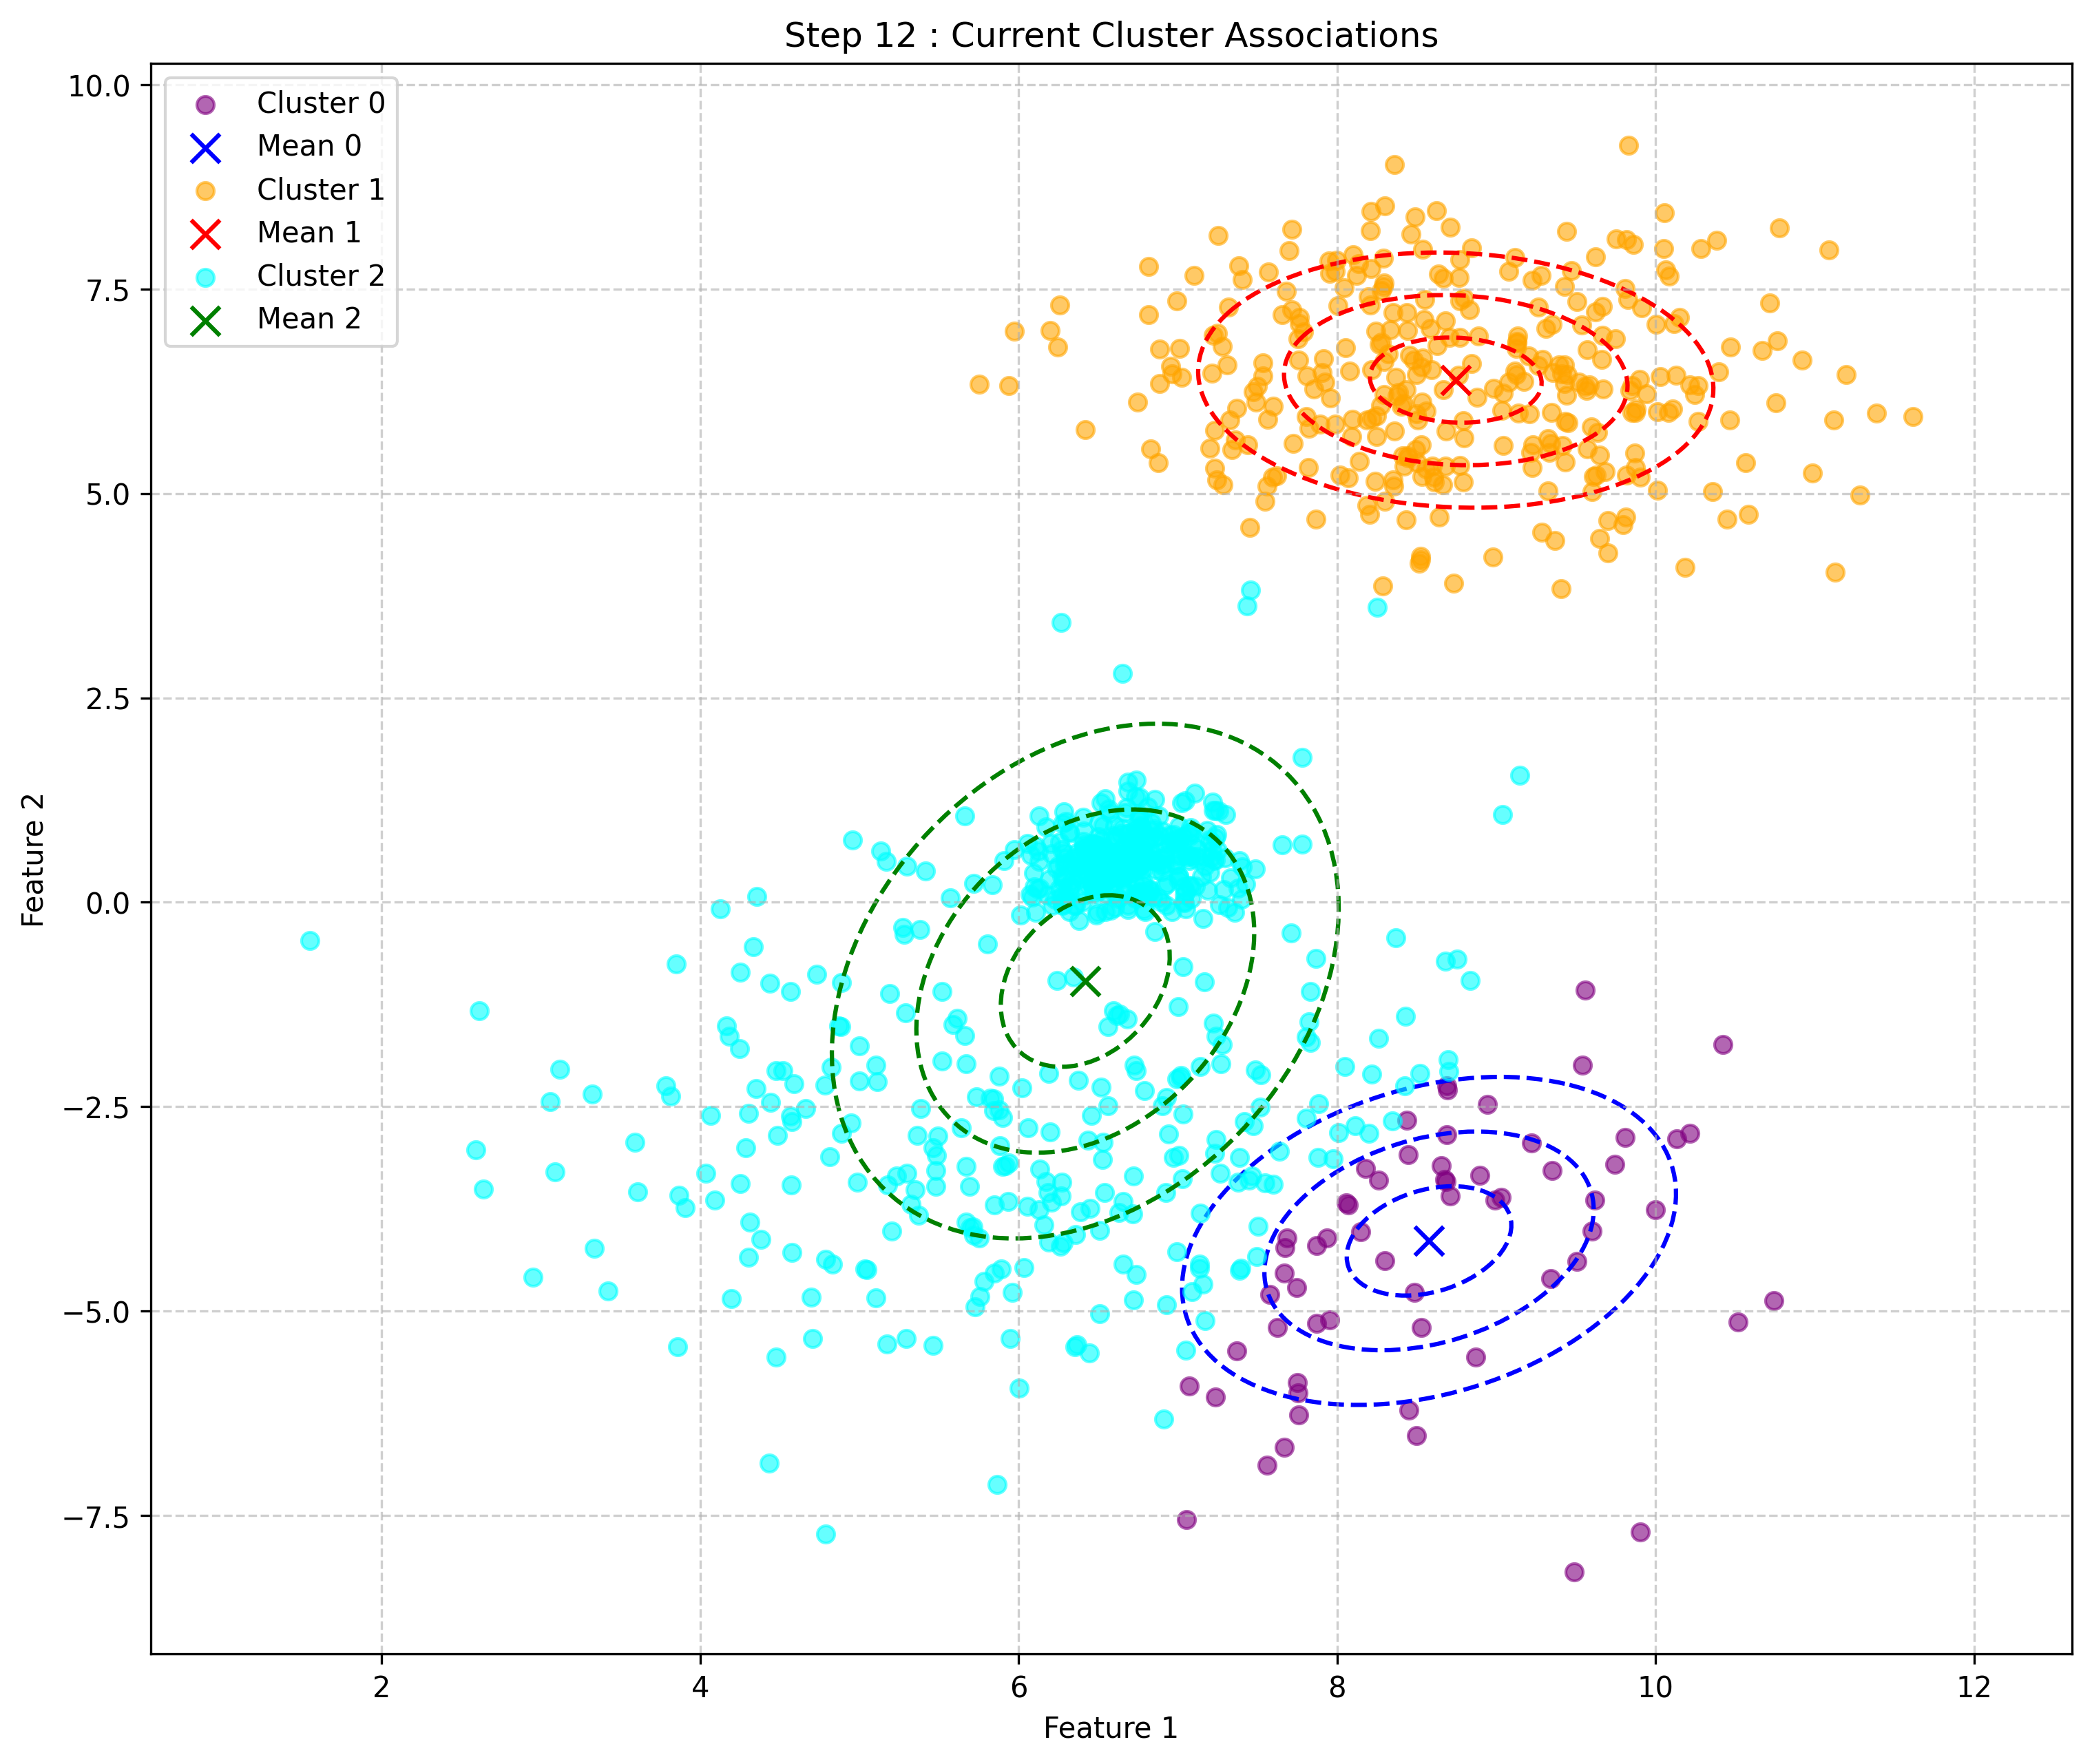 Step 12 : Current Cluster Associations
Cluster 0
Mean 0
Cluster 1
Mean 1
Cluster 2
Mean 2
10.0
7.5
5.0
2.5
0.0
−2.5
−5.0
−7.5
Feature 2
2
4
6
8
10
12
Feature 1